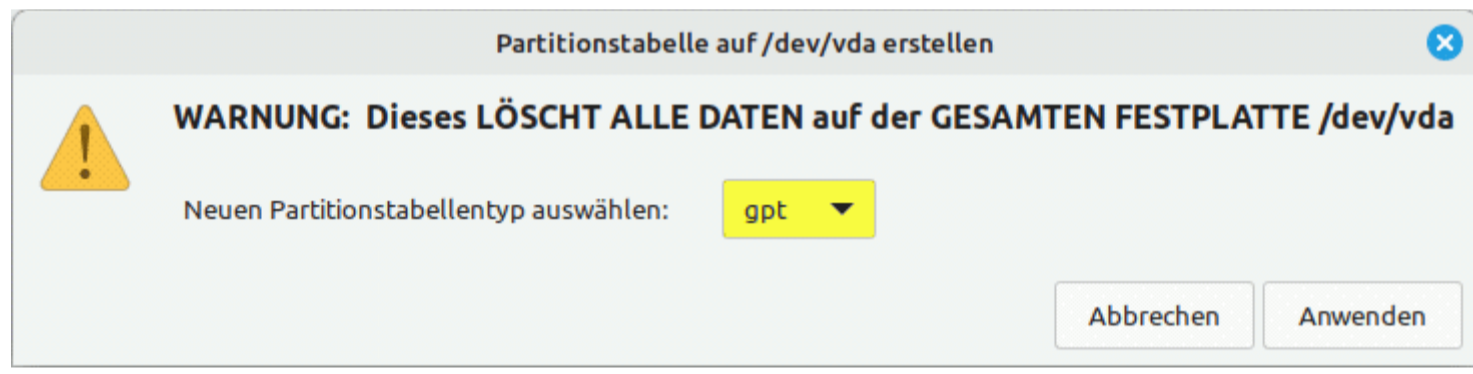 Partitionstabelle auf /dev/vda erstellen
WARNUNG: Dieses LÖSCHT ALLE DATEN auf der GESAMTEN FESTPLATTE /dev/vda
Neuen Partitionstabellentyp auswählen: gpt
Abbrechen Anwenden